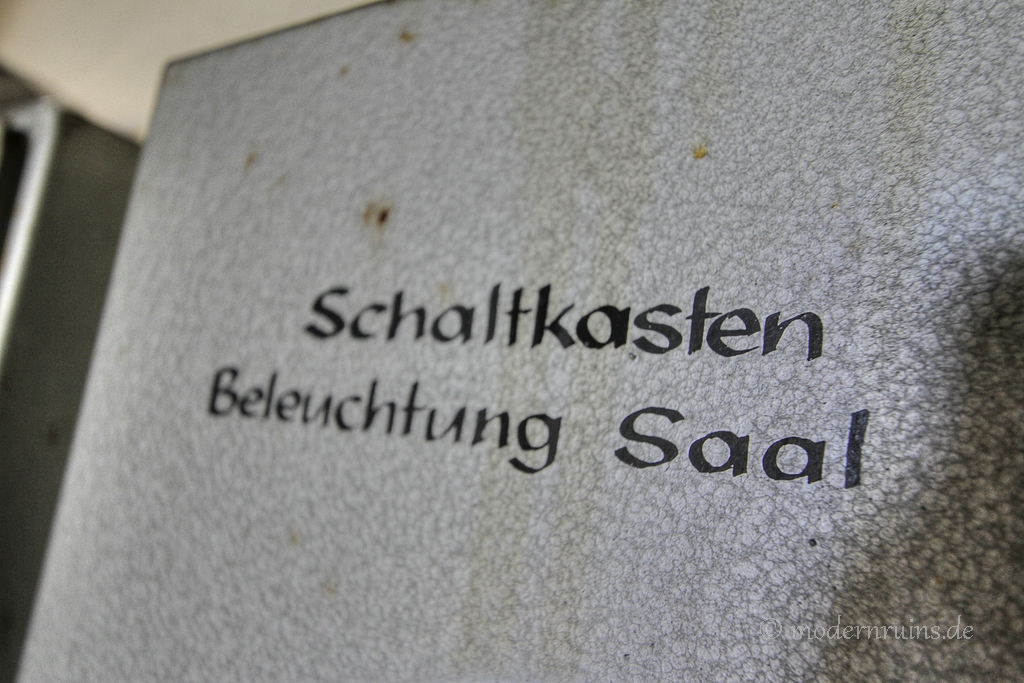 Schaltkasten
Beleuchtung Saal
© modernruins.de